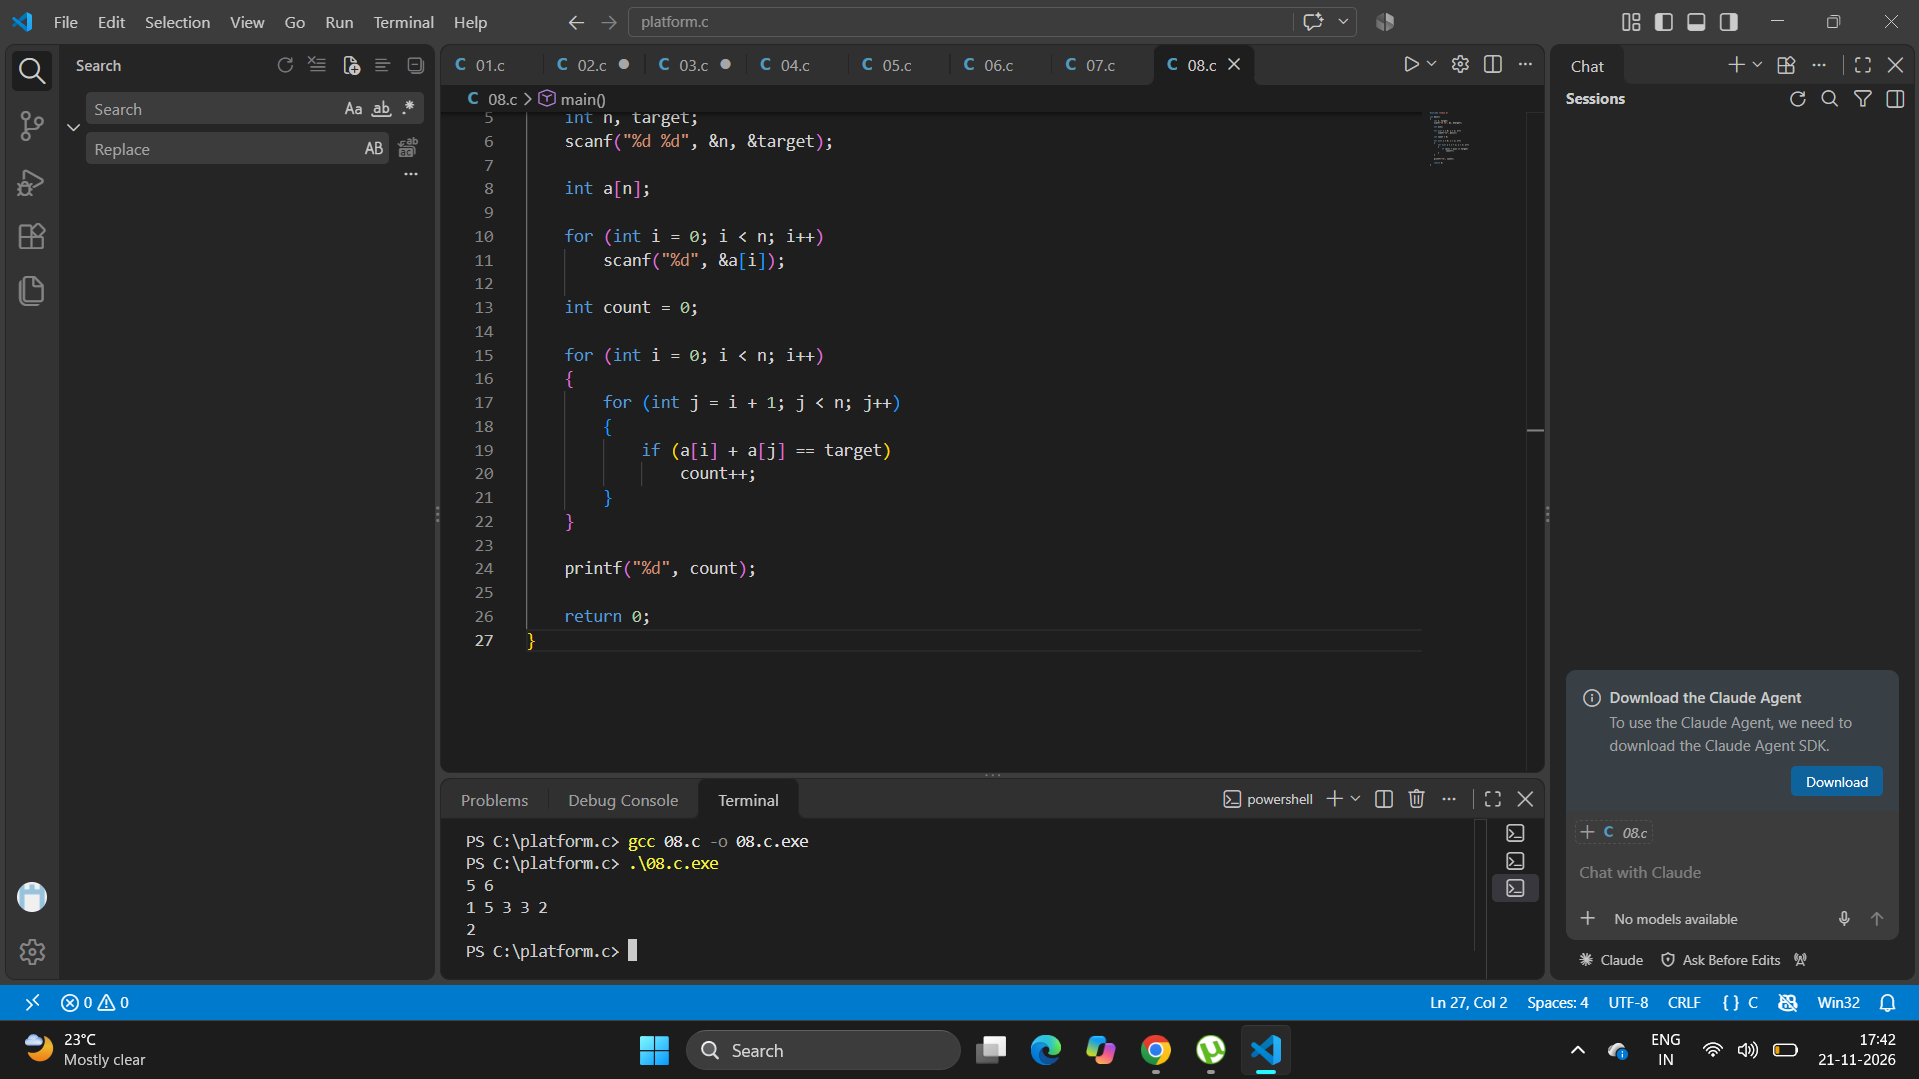 File Edit Selection View Go Run Terminal Help
platform.c
Search
Search
Aa ab .*
Replace
AB
C 01.c
C 02.c
C 03.c
C 04.c
C 05.c
C 06.c
C 07.c
C 08.c
C 08.c > main()
5 int n, target;
6 scanf("%d %d", &n, &target);
7
8 int a[n];
9
10 for (int i = 0; i < n; i++)
11 scanf("%d", &a[i]);
12
13 int count = 0;
14
15 for (int i = 0; i < n; i++)
16 {
17 for (int j = i + 1; j < n; j++)
18 {
19 if (a[i] + a[j] == target)
20 count++;
21 }
22 }
23
24 printf("%d", count);
25
26 return 0;
27 }
Problems Debug Console Terminal
powershell
PS C:\platform.c> gcc 08.c -o 08.c.exe
PS C:\platform.c> .\08.c.exe
5 6
1 5 3 3 2
2
PS C:\platform.c>
Chat
Sessions
Download the Claude Agent
To use the Claude Agent, we need to
download the Claude Agent SDK.
Download
C 08.c
Chat with Claude
No models available
Claude Ask Before Edits
0 0
Ln 27, Col 2 Spaces: 4 UTF-8 CRLF { } C Win32
23°C
Mostly clear
Search
ENG
IN
17:42
21-11-2026